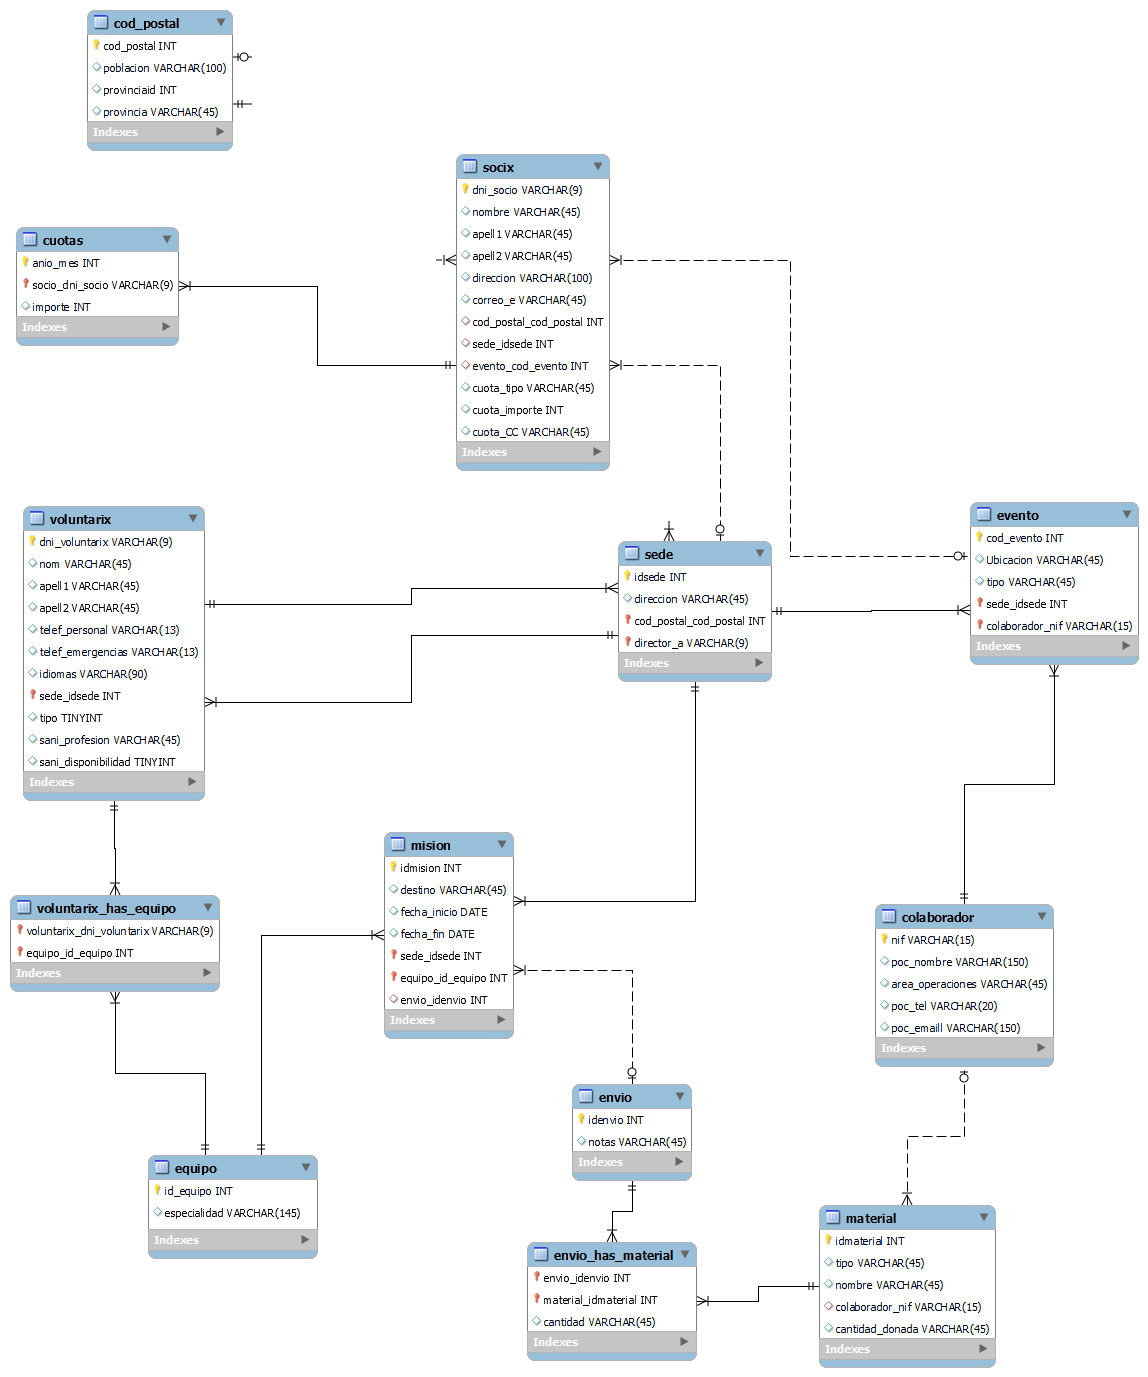 cod_postal
cod_postal INT
poblacion VARCHAR(100)
provinciaid INT
provincia VARCHAR(45)
Indexes
socix
dni_socio VARCHAR(9)
nombre VARCHAR(45)
apell1 VARCHAR(45)
apell2 VARCHAR(45)
direccion VARCHAR(100)
correo_e VARCHAR(45)
cod_postal_cod_postal INT
sede_idsede INT
evento_cod_evento INT
cuota_tipo VARCHAR(45)
cuota_importe INT
cuota_CC VARCHAR(45)
Indexes
cuotas
anio_mes INT
socio_dni_socio VARCHAR(9)
importe INT
Indexes
voluntarix
dni_voluntarix VARCHAR(9)
nom VARCHAR(45)
apell1 VARCHAR(45)
apell2 VARCHAR(45)
telef_personal VARCHAR(13)
telef_emergencias VARCHAR(13)
idiomas VARCHAR(90)
sede_idsede INT
tipo TINYINT
sani_profesion VARCHAR(45)
sani_disponibilidad TINYINT
Indexes
sede
idsede INT
direccion VARCHAR(45)
cod_postal_cod_postal INT
director_a VARCHAR(9)
Indexes
evento
cod_evento INT
Ubicacion VARCHAR(45)
tipo VARCHAR(45)
sede_idsede INT
colaborador_nif VARCHAR(15)
Indexes
mision
idmision INT
destino VARCHAR(45)
fecha_inicio DATE
fecha_fin DATE
sede_idsede INT
equipo_id_equipo INT
envio_idenvio INT
Indexes
voluntarix_has_equipo
voluntarix_dni_voluntarix VARCHAR(9)
equipo_id_equipo INT
Indexes
colaborador
nif VARCHAR(15)
poc_nombre VARCHAR(150)
area_operaciones VARCHAR(45)
poc_tel VARCHAR(20)
poc_emaill VARCHAR(150)
Indexes
envio
idenvio INT
notas VARCHAR(45)
Indexes
equipo
id_equipo INT
especialidad VARCHAR(145)
Indexes
envio_has_material
envio_idenvio INT
material_idmaterial INT
cantidad VARCHAR(45)
Indexes
material
idmaterial INT
tipo VARCHAR(45)
nombre VARCHAR(45)
colaborador_nif VARCHAR(15)
cantidad_donada VARCHAR(45)
Indexes